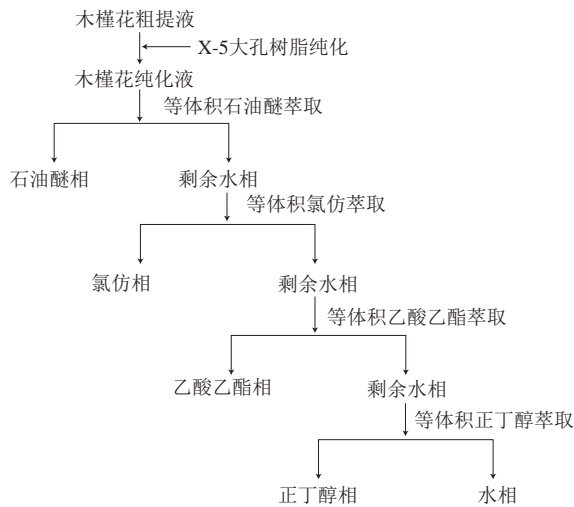 木槿花粗提液
X-5大孔树脂纯化
木槿花纯化液
等体积石油醚萃取
石油醚相
剩余水相
等体积氯仿萃取
氯仿相
剩余水相
等体积乙酸乙酯萃取
乙酸乙酯相
剩余水相
等体积正丁醇萃取
正丁醇相
水相